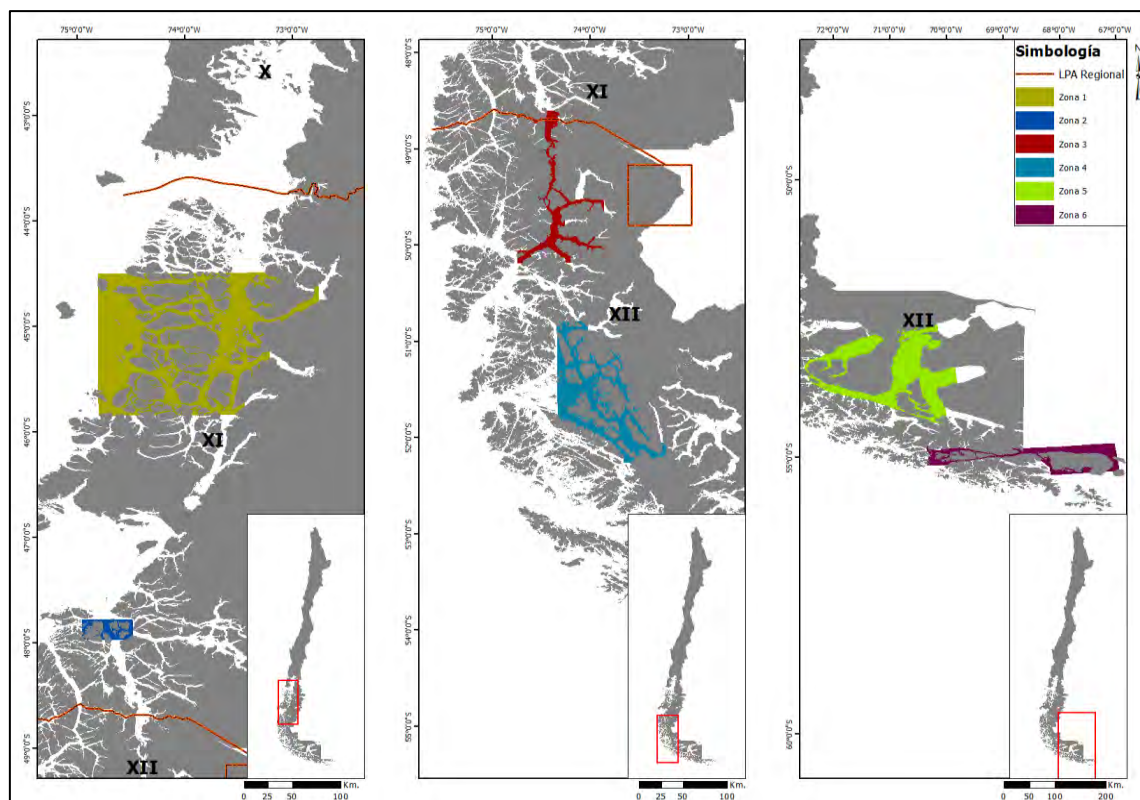 75°0'0"S 74°0'0"S 73°0'0"S
43°0'0"S
44°0'0"S
45°0'0"S
46°0'0"S
47°0'0"S
48°0'0"S
49°0'0"S
X
XI
XII
0 25 50 100 Km.
75°0'0"S 74°0'0"S 73°0'0"S
48°0'0"S
49°0'0"S
50°0'0"S
51°0'0"S
52°0'0"S
53°0'0"S
54°0'0"S
55°0'0"S
XI
XII
0 25 50 100 Km.
72°0'0"S 71°0'0"S 70°0'0"S 69°0'0"S 68°0'0"S 67°0'0"S
50°0'0"S
55°0'0"S
60°0'0"S
XII
Simbología
LPA Regional
Zona 1
Zona 2
Zona 3
Zona 4
Zona 5
Zona 6
N
0 50 100 200 Km.